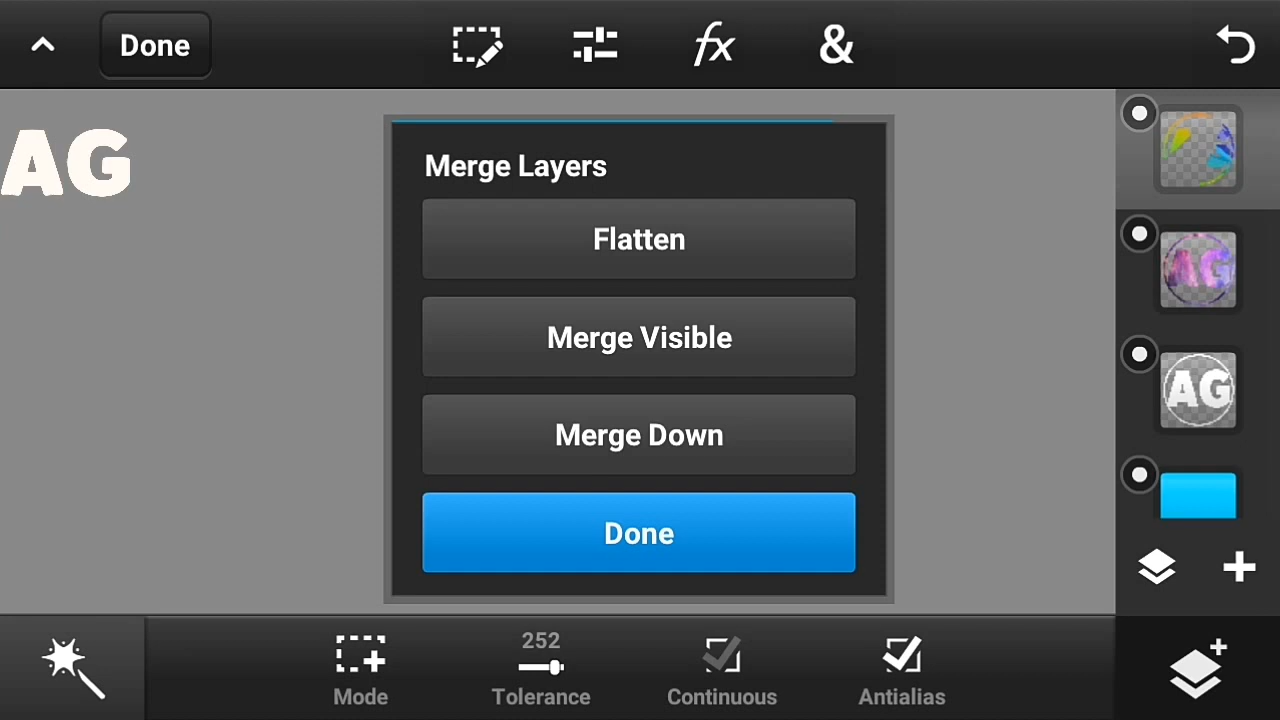 Done
fx
&
AG
Merge Layers
Flatten
Merge Visible
Merge Down
Done
AG
AG
252
Mode
Tolerance
Continuous
Antialias